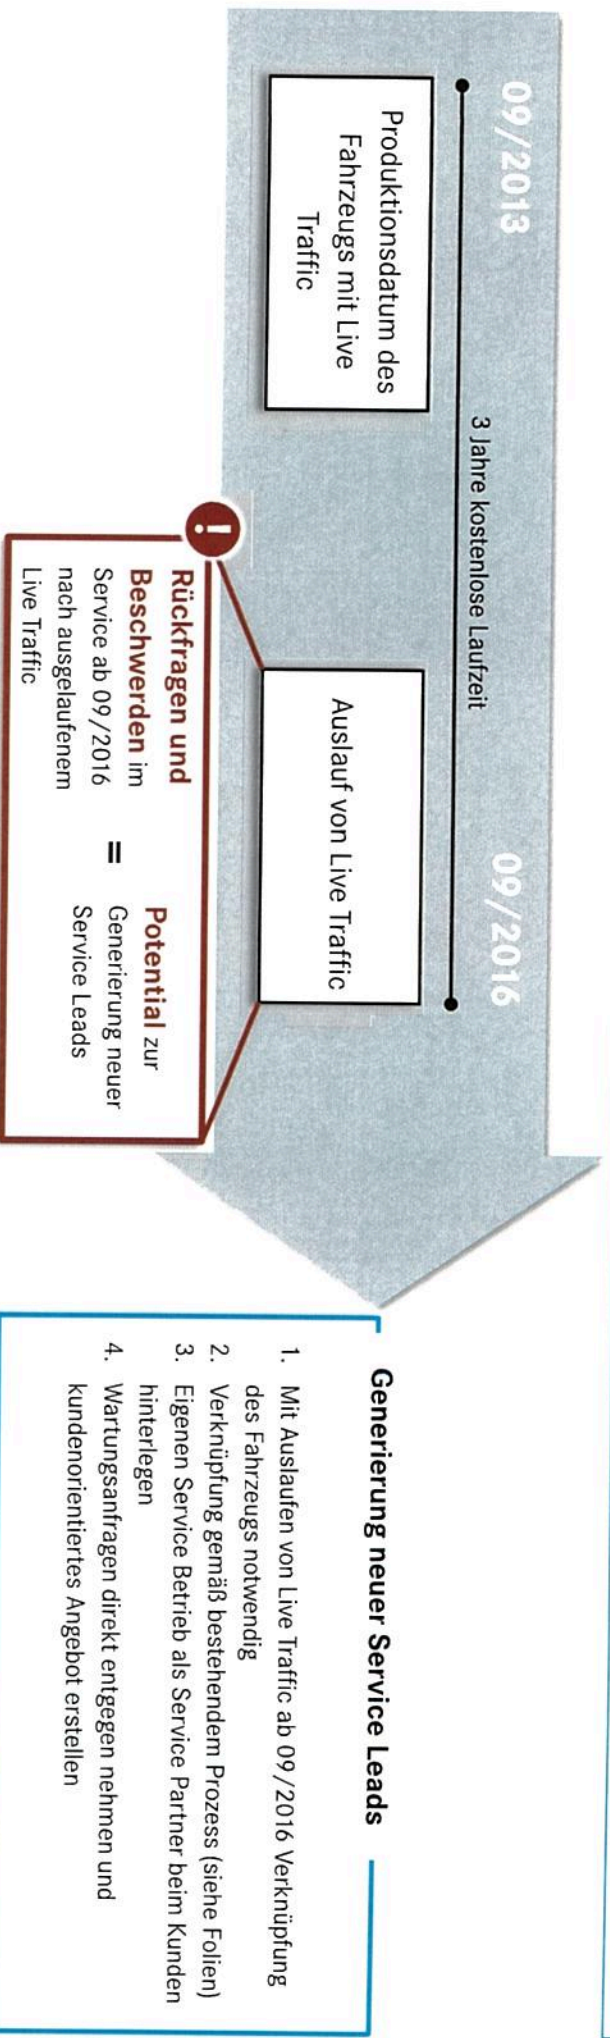 09/2013
09/2016
3 Jahre kostenlose Laufzeit
Produktionsdatum des
Fahrzeugs mit Live
Traffic
Auslauf von Live Traffic
!
Rückfragen und
Beschwerden im
Service ab 09/2016
nach ausgelaufenem
Live Traffic
=
Potential zur
Generierung neuer
Service Leads
Generierung neuer Service Leads
1. Mit Auslaufen von Live Traffic ab 09/2016 Verknüpfung
des Fahrzeugs notwendig
2. Verknüpfung gemäß bestehendem Prozess (siehe Folien)
3. Eigenen Service Betrieb als Service Partner beim Kunden
hinterlegen
4. Wartungsanfragen direkt entgegen nehmen und
kundenorientiertes Angebot erstellen